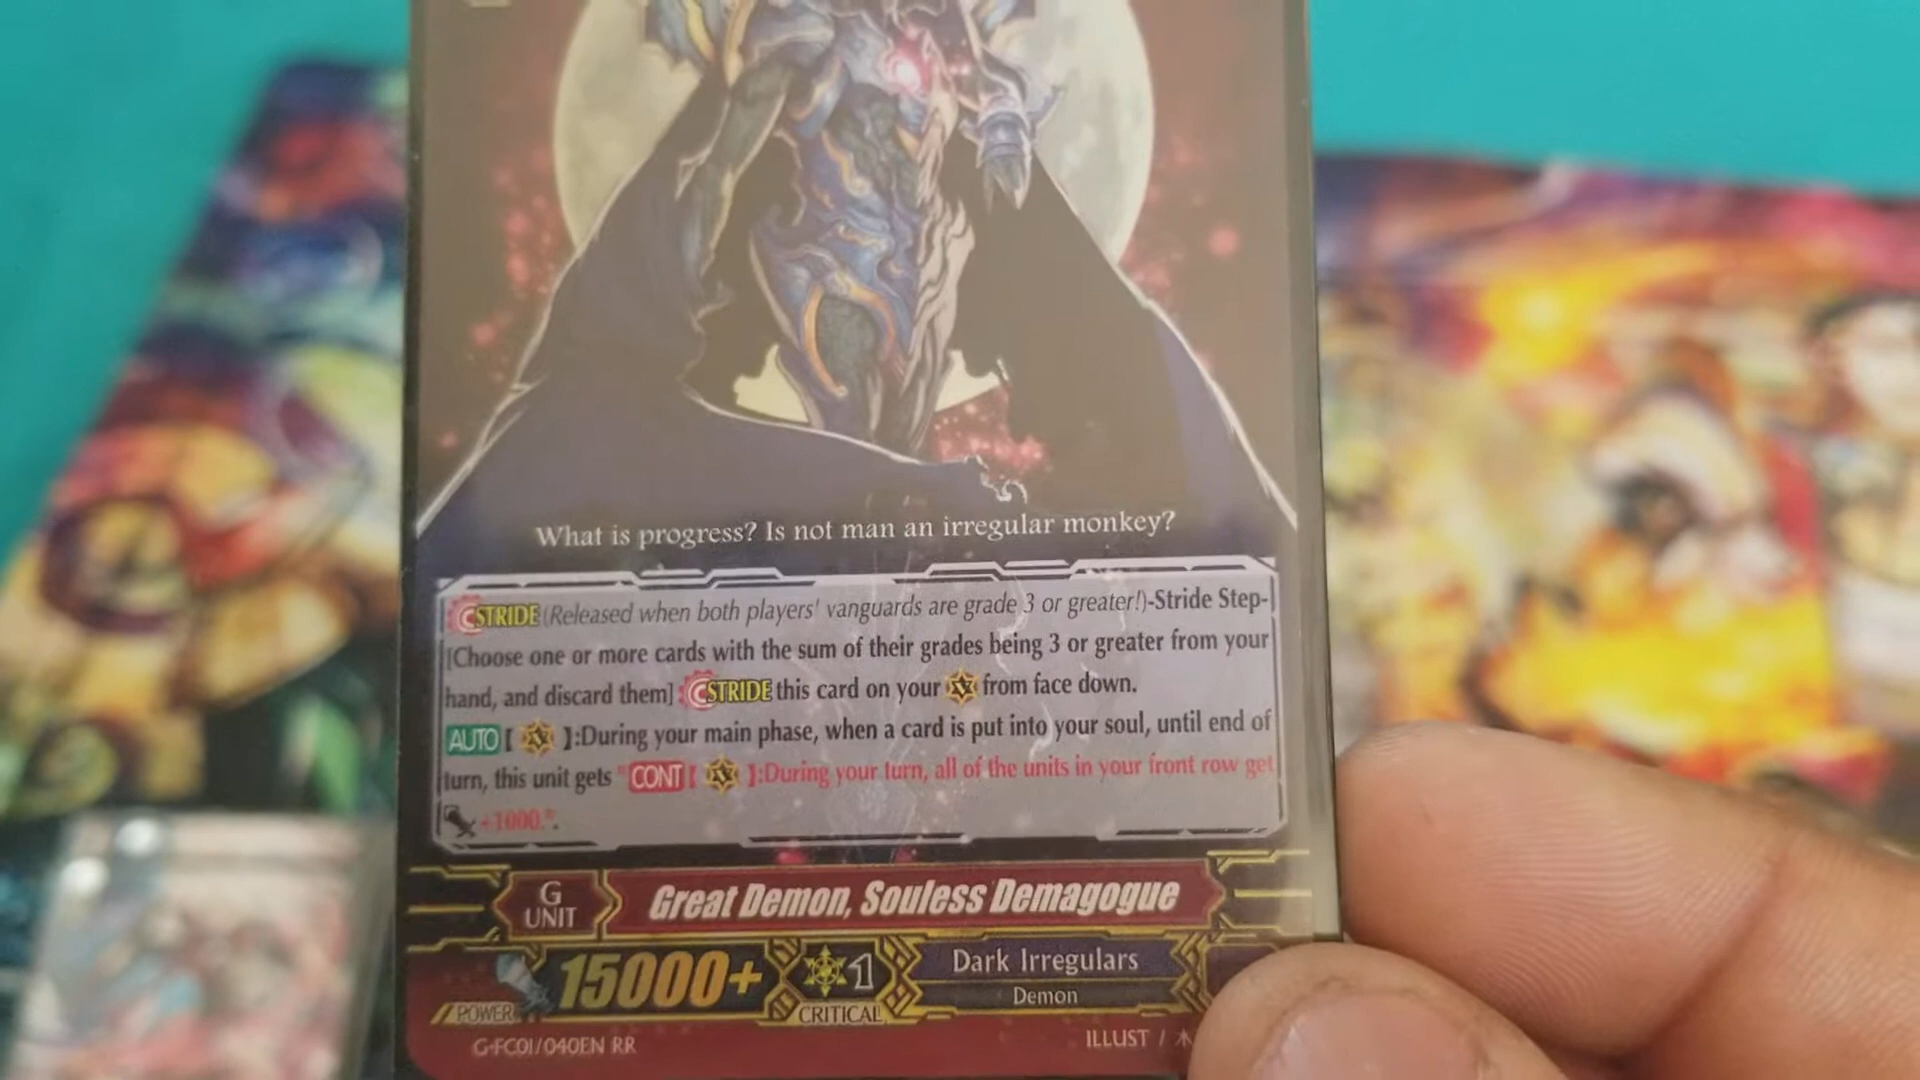 What is progress? Is not man an irregular monkey?
STRIDE (Released when both players' vanguards are grade 3 or greater!)-Stride Step-
[Choose one or more cards with the sum of their grades being 3 or greater from your
hand, and discard them] STRIDE this card on your V from face down.
AUTO [ V ]:During your main phase, when a card is put into your soul, until end of
turn, this unit gets "CONT [ V ]:During your turn, all of the units in your front row get
+1000.".
G UNIT
Great Demon, Souless Demagogue
POWER 15000+
1 CRITICAL
Dark Irregulars
Demon
G-FC01/040EN RR
ILLUST / 木